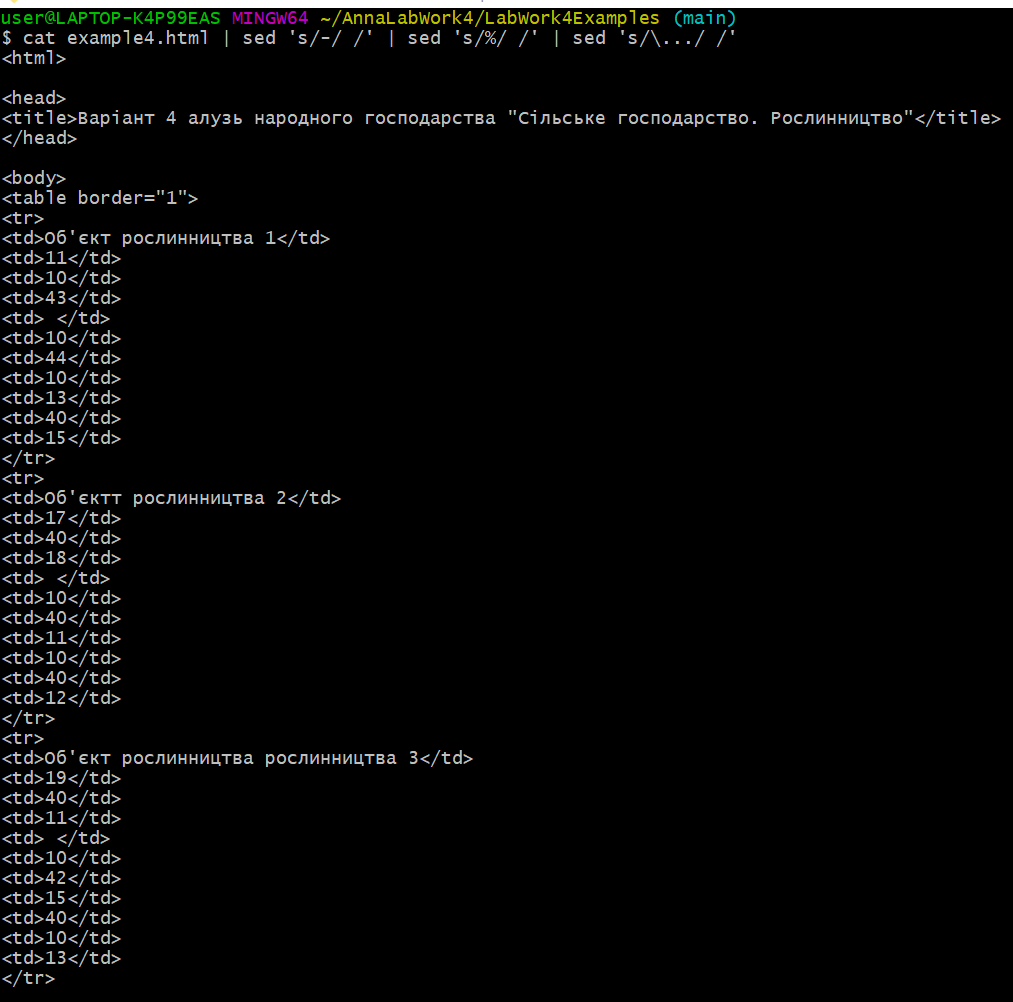 user@LAPTOP-K4P99EAS MINGW64 ~/AnnaLabWork4/LabWork4Examples (main)
$ cat example4.html | sed 's/-/ /' | sed 's/%/ /' | sed 's/\.../ /'
<html>
<head>
<title>Варіант 4 алузь народного господарства "Сільське господарство. Рослинництво"</title>
</head>
<body>
<table border="1">
<tr>
<td>Об'єкт рослинництва 1</td>
<td>11</td>
<td>10</td>
<td>43</td>
<td> </td>
<td>10</td>
<td>44</td>
<td>10</td>
<td>13</td>
<td>40</td>
<td>15</td>
</tr>
<tr>
<td>Об'єктт рослинництва 2</td>
<td>17</td>
<td>40</td>
<td>18</td>
<td> </td>
<td>10</td>
<td>40</td>
<td>11</td>
<td>10</td>
<td>40</td>
<td>12</td>
</tr>
<tr>
<td>Об'єкт рослинництва рослинництва 3</td>
<td>19</td>
<td>40</td>
<td>11</td>
<td> </td>
<td>10</td>
<td>42</td>
<td>15</td>
<td>40</td>
<td>10</td>
<td>13</td>
</tr>